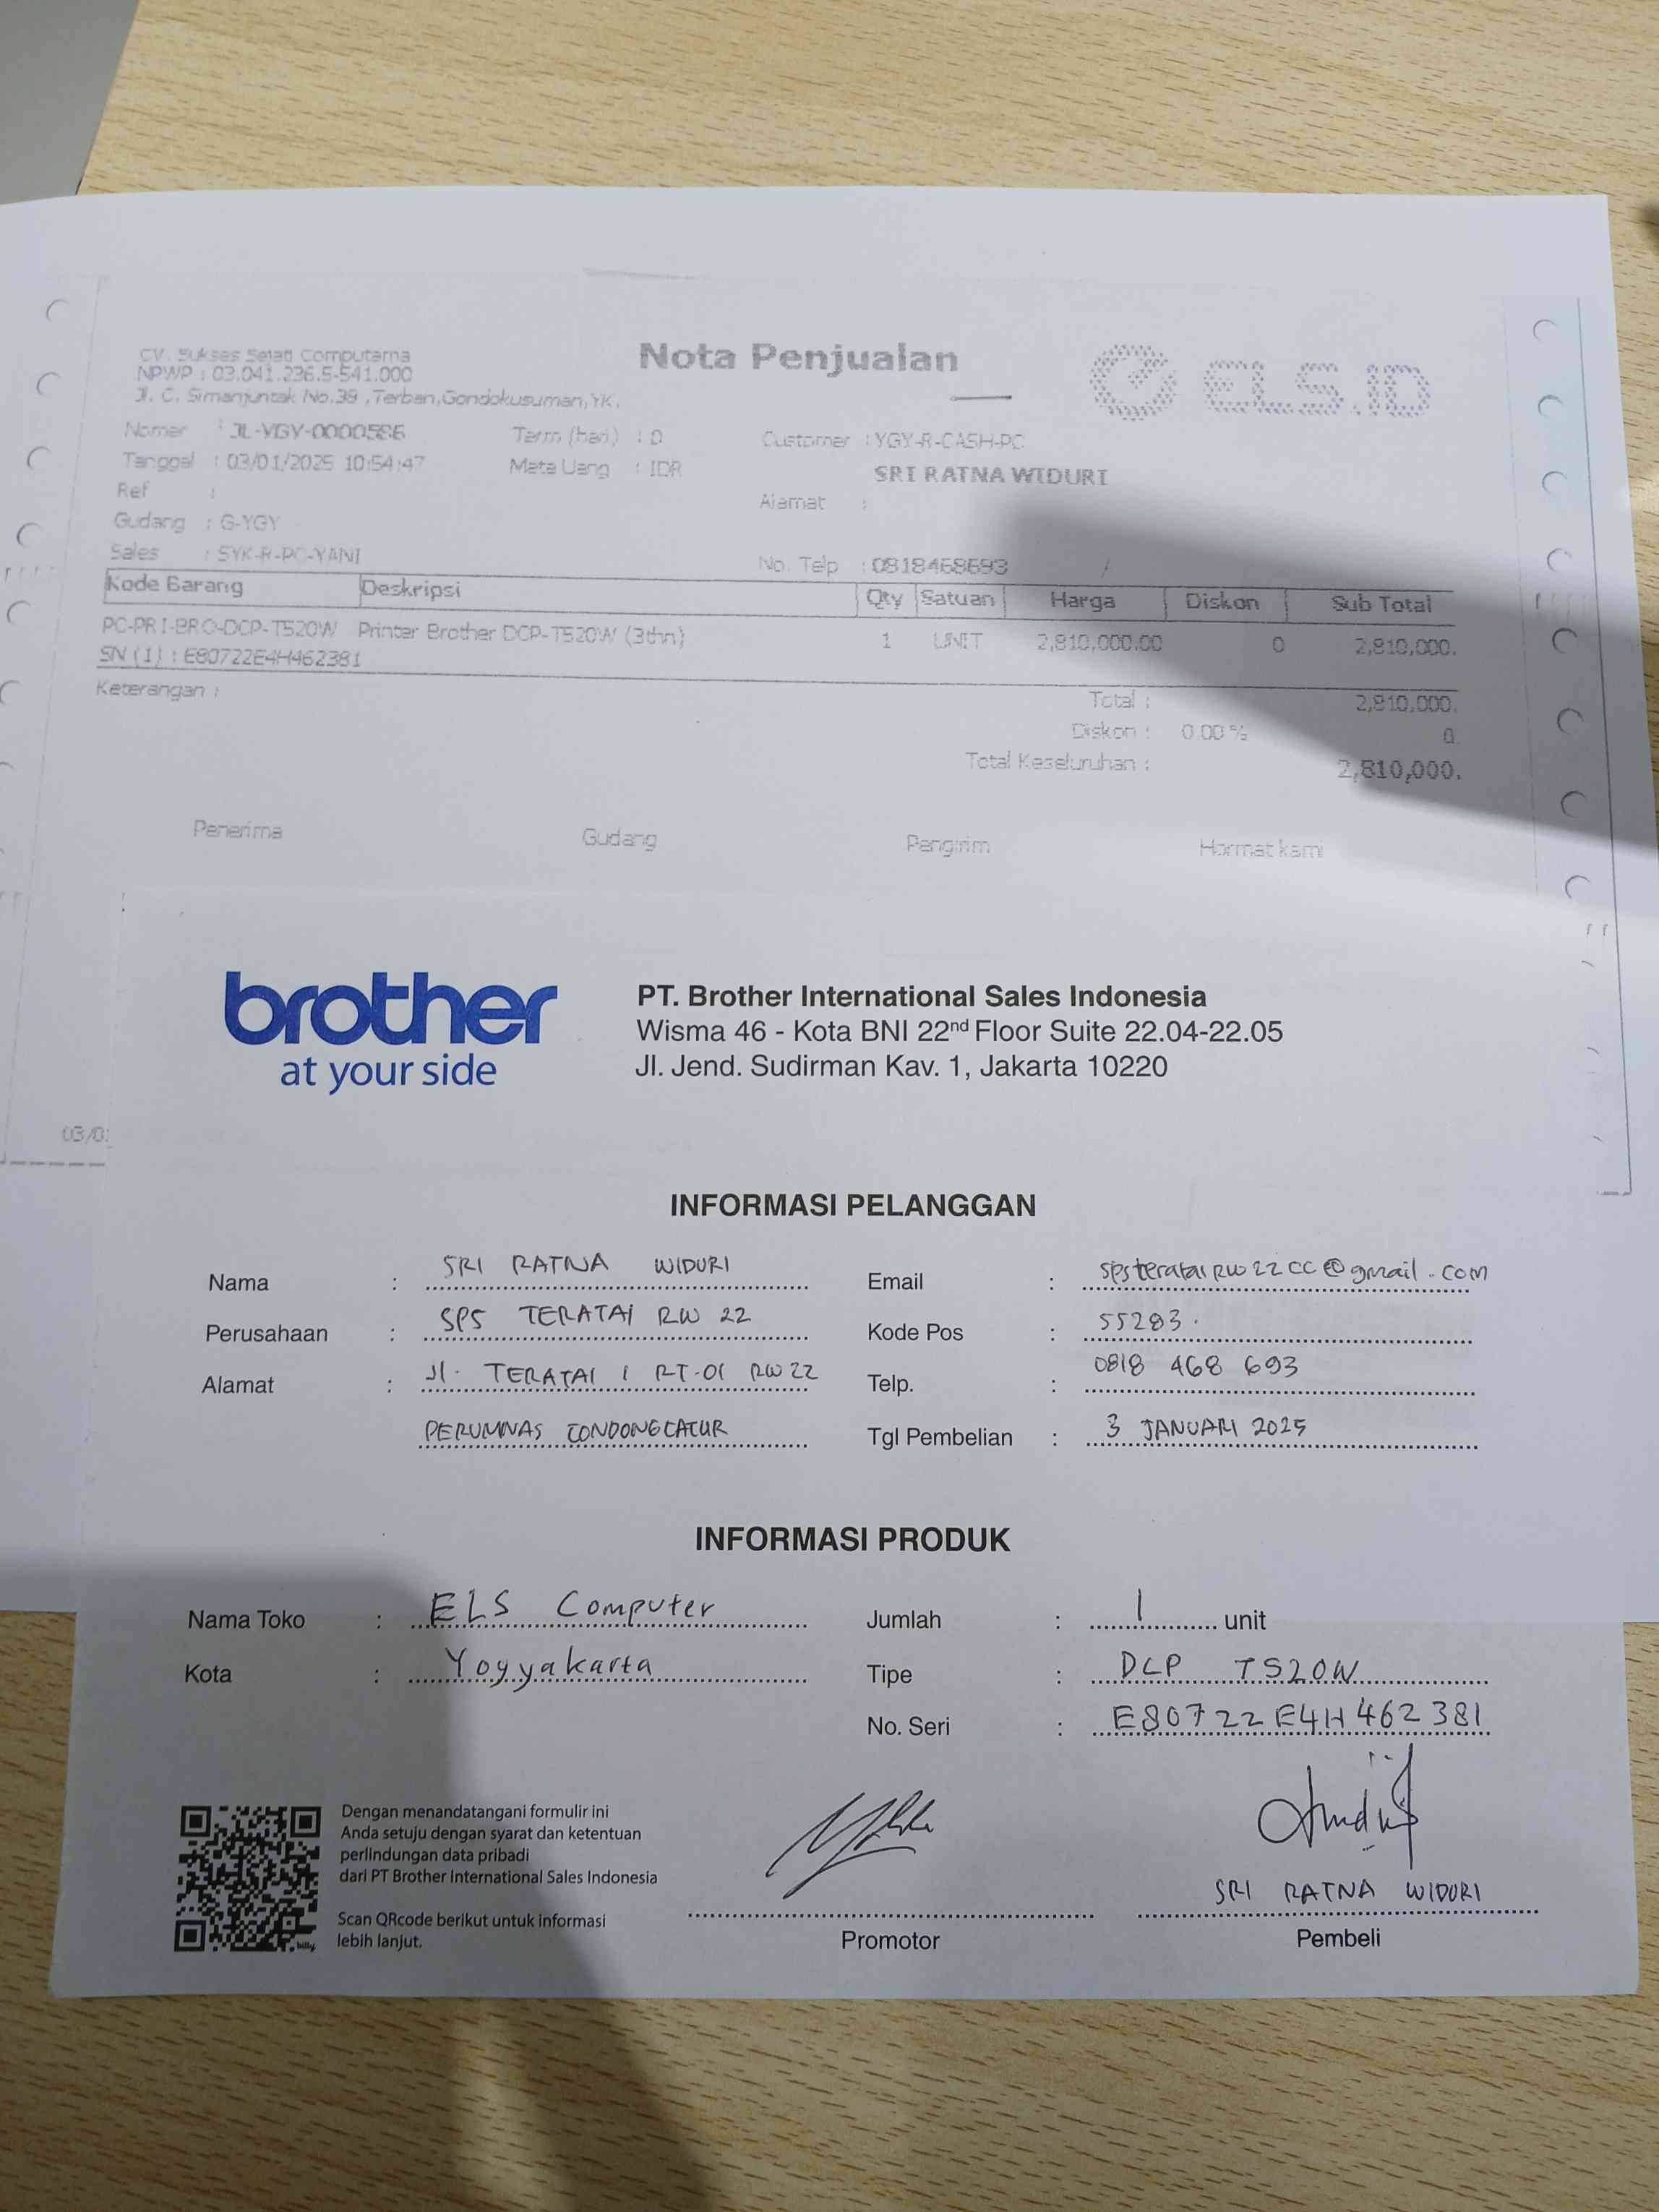 Nota Penjualan
ELS.ID
CV. Sukses Sejati Computama
NPWP : 03.041.236.5-541.000
Jl. C. Simanjuntak No.39 ,Terban,Gondokusuman,YK.
Nomer : JL-YGY-0000586
Term (hari) : 0
Customer : YGY-R-CASH-PC
Tanggal : 03/01/2025 10:54:47
Mata Uang : IDR
SRI RATNA WIDURI
Ref :
Alamat :
Gudang : G-YGY
Sales : SYK-R-PC-YANI
No. Telp : 0818468693 /
Kode Barang Deskripsi Qty Satuan Harga Diskon Sub Total
PC-PRI-BRO-DCP-T520W Printer Brother DCP-T520W (3thn) 1 UNIT 2,810,000.00 0 2,810,000.
SN (1) : E80722E4H462381
Keterangan :
Total : 2,810,000.
Diskon : 0.00 % 0
Total Keseluruhan : 2,810,000.
Penerima Gudang Pengirim Hormat kami
brother
at your side
PT. Brother International Sales Indonesia
Wisma 46 - Kota BNI 22nd Floor Suite 22.04-22.05
Jl. Jend. Sudirman Kav. 1, Jakarta 10220
03/0
INFORMASI PELANGGAN
Nama : SRI RATNA WIDURI
Email : spsterataiRW22cc@gmail.com
Perusahaan : SPS TERATAI RW 22
Kode Pos : 55283.
Alamat : Jl. TERATAI 1 RT.01 RW 22
Telp. : 0818 468 693
PERUMNAS CONDONGCATUR
Tgl Pembelian : 3 JANUARI 2025
INFORMASI PRODUK
Nama Toko : ELS Computer
Jumlah : 1 unit
Kota : Yogyakarta
Tipe : DCP T520W
No. Seri : E80722E4H462381
Dengan menandatangani formulir ini
Anda setuju dengan syarat dan ketentuan
perlindungan data pribadi
dari PT Brother International Sales Indonesia
Scan QRcode berikut untuk informasi
lebih lanjut.
SRI RATNA WIDURI
Promotor
Pembeli